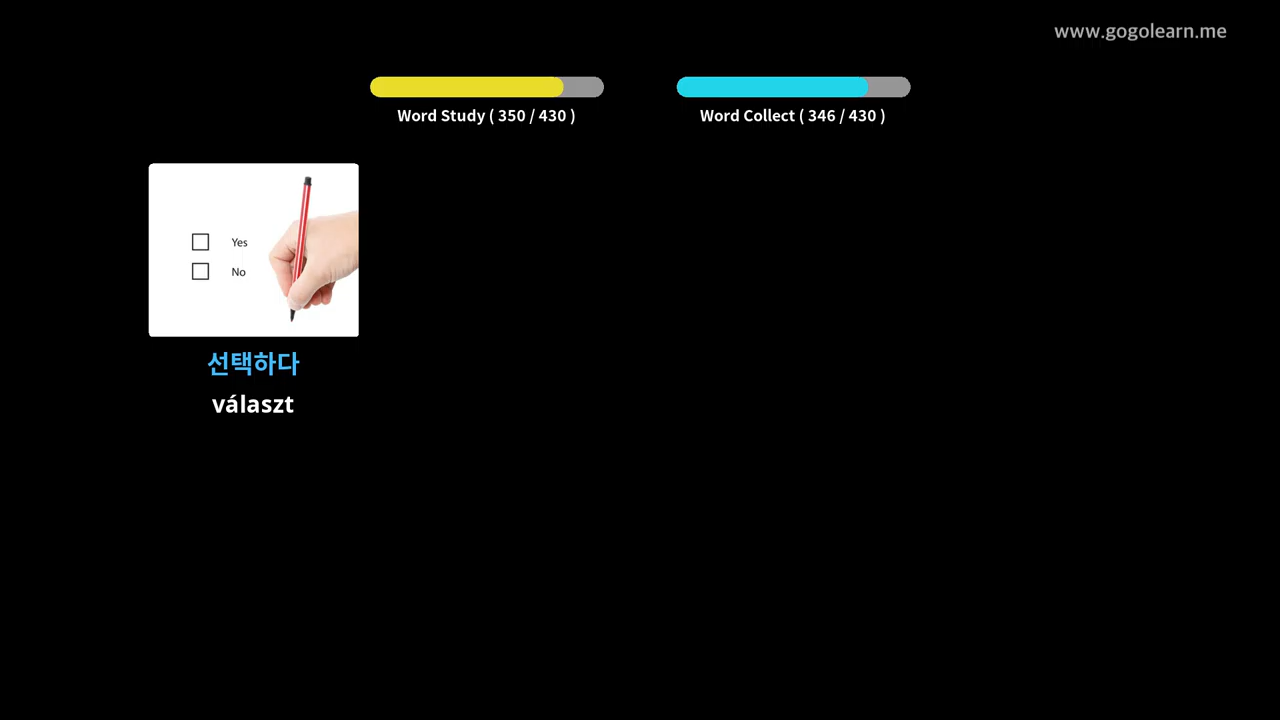 www.gogolearn.me
Word Study ( 350 / 430 )
Word Collect ( 346 / 430 )
Yes
No
선택하다
választ